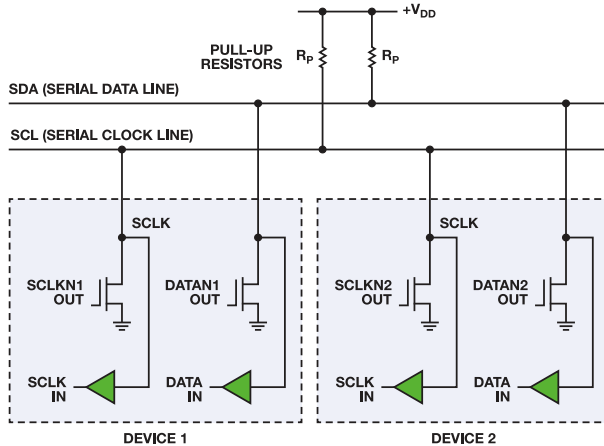 +VDD
PULL-UP
RESISTORS
RP
RP
SDA (SERIAL DATA LINE)
SCL (SERIAL CLOCK LINE)
SCLK
SCLKN1
OUT
DATAN1
OUT
SCLK
IN
DATA
IN
DEVICE 1
SCLK
SCLKN2
OUT
DATAN2
OUT
SCLK
IN
DATA
IN
DEVICE 2